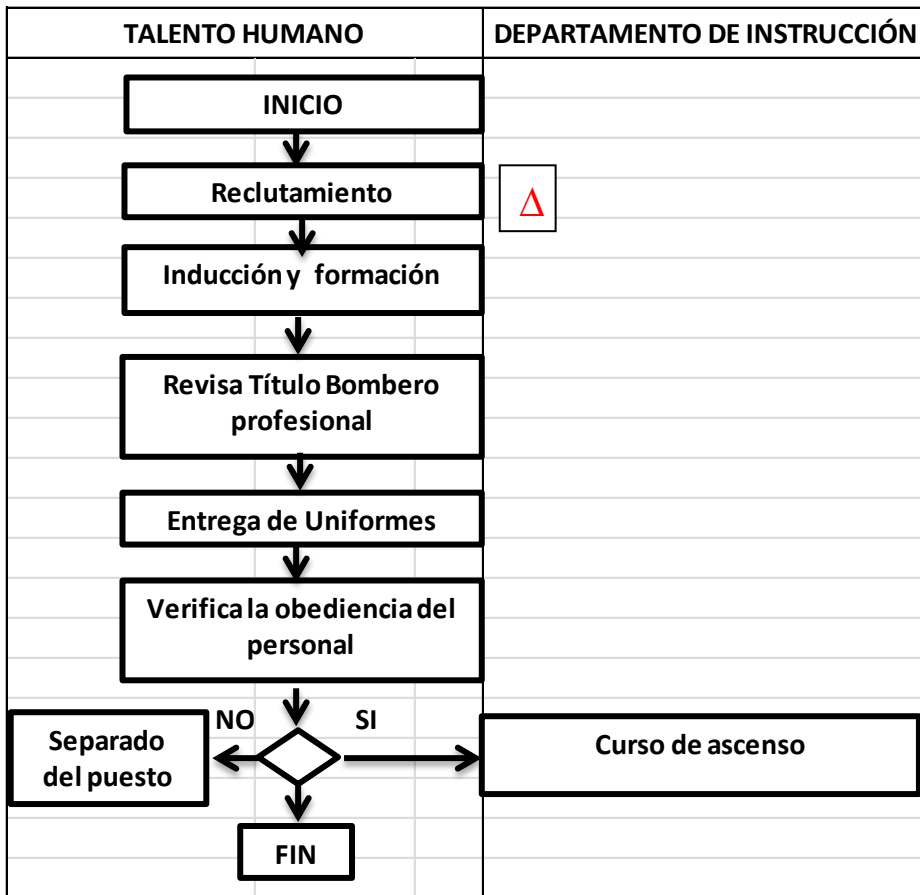 TALENTO HUMANO
DEPARTAMENTO DE INSTRUCCIÓN
INICIO
Reclutamiento
Δ
Inducción y formación
Revisa Título Bombero
profesional
Entrega de Uniformes
Verifica la obediencia del
personal
NO
SI
Separado
del puesto
Curso de ascenso
FIN